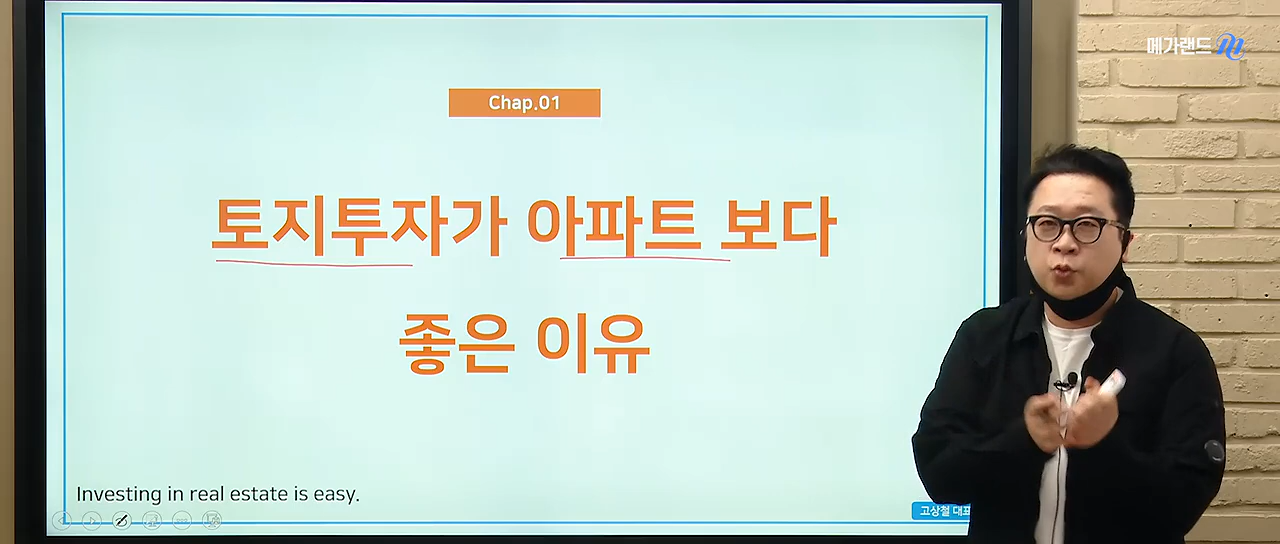 메가랜드
Chap.01
토지투자가 아파트 보다
좋은 이유
Investing in real estate is easy.
고상철 대표